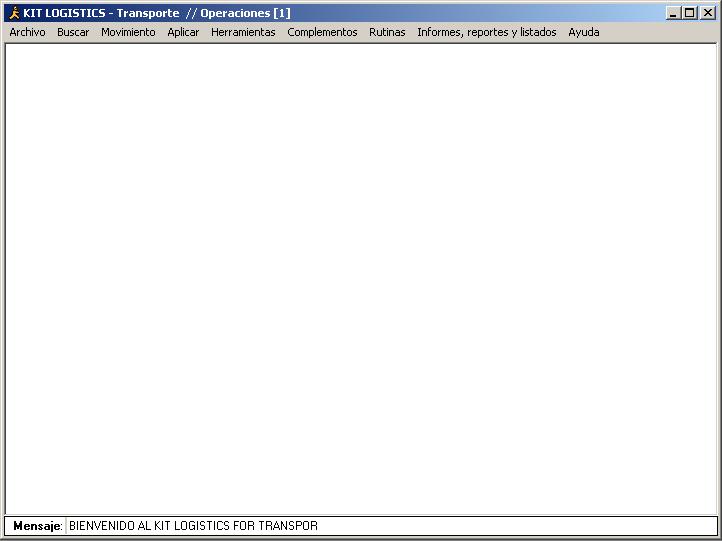 KIT LOGISTICS - Transporte // Operaciones [1]
Archivo Buscar Movimiento Aplicar Herramientas Complementos Rutinas Informes, reportes y listados Ayuda
Mensaje: BIENVENIDO AL KIT LOGISTICS FOR TRANSPOR